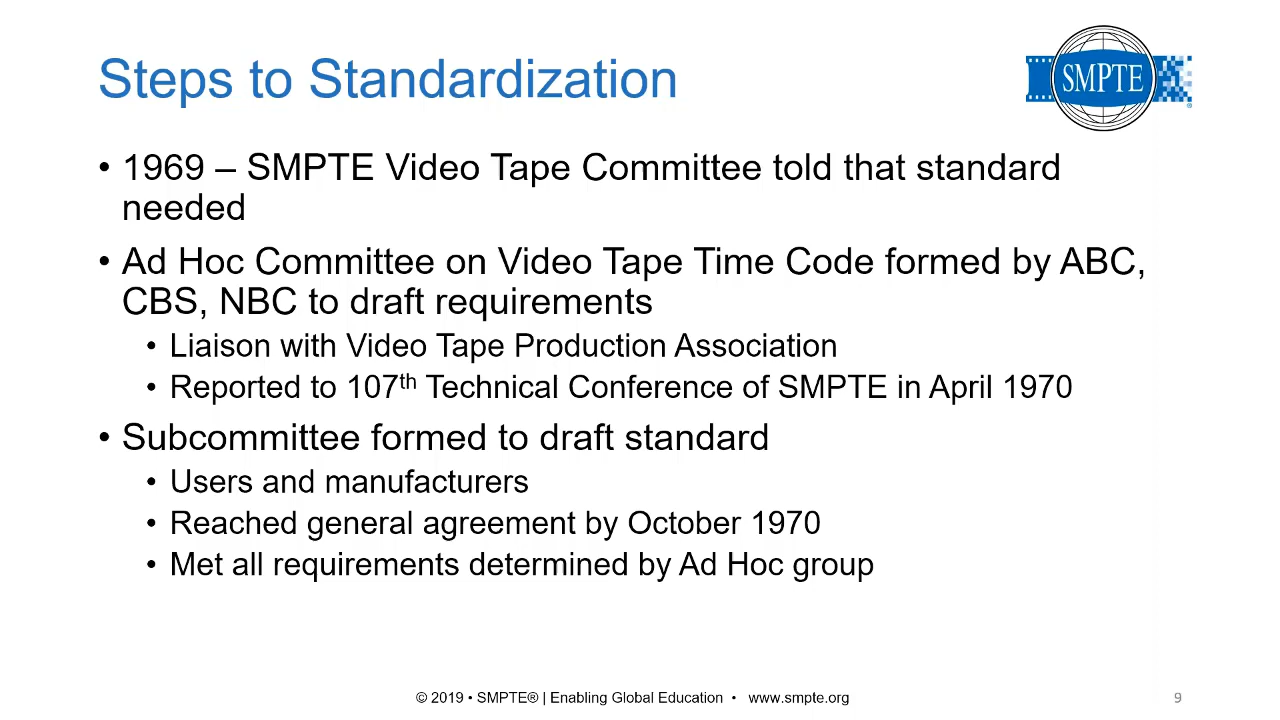 Steps to Standardization
SMPTE
• 1969 – SMPTE Video Tape Committee told that standard
needed
• Ad Hoc Committee on Video Tape Time Code formed by ABC,
CBS, NBC to draft requirements
• Liaison with Video Tape Production Association
• Reported to 107th Technical Conference of SMPTE in April 1970
• Subcommittee formed to draft standard
• Users and manufacturers
• Reached general agreement by October 1970
• Met all requirements determined by Ad Hoc group
© 2019 • SMPTE® | Enabling Global Education • www.smpte.org
9